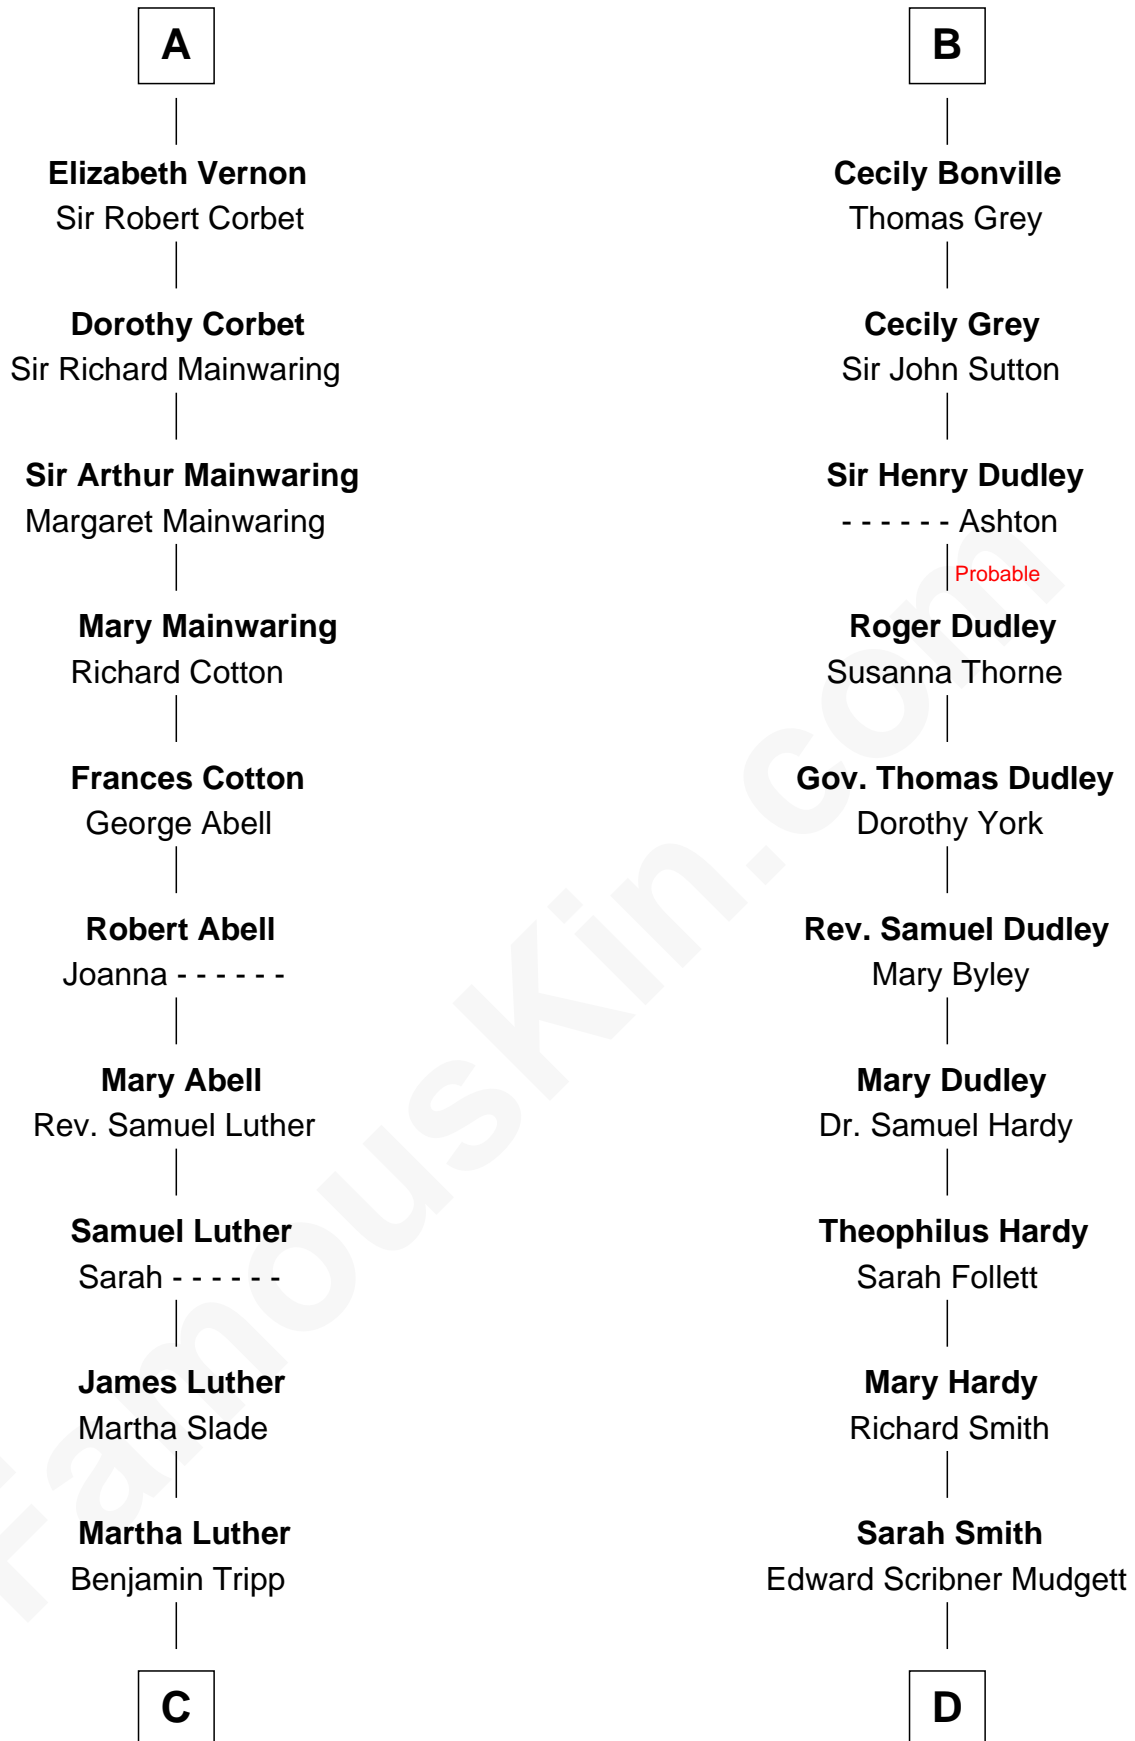 A
Elizabeth Vernon
Sir Robert Corbet
Dorothy Corbet
Sir Richard Mainwaring
Sir Arthur Mainwaring
Margaret Mainwaring
Mary Mainwaring
Richard Cotton
Frances Cotton
George Abell
Robert Abell
Joanna - - - - - -
Mary Abell
Rev. Samuel Luther
Samuel Luther
Sarah - - - - - -
James Luther
Martha Slade
Martha Luther
Benjamin Tripp
C
B
Cecily Bonville
Thomas Grey
Cecily Grey
Sir John Sutton
Sir Henry Dudley
- - - - - - Ashton
Probable
Roger Dudley
Susanna Thorne
Gov. Thomas Dudley
Dorothy York
Rev. Samuel Dudley
Mary Byley
Mary Dudley
Dr. Samuel Hardy
Theophilus Hardy
Sarah Follett
Mary Hardy
Richard Smith
Sarah Smith
Edward Scribner Mudgett
D
FamousKin.com